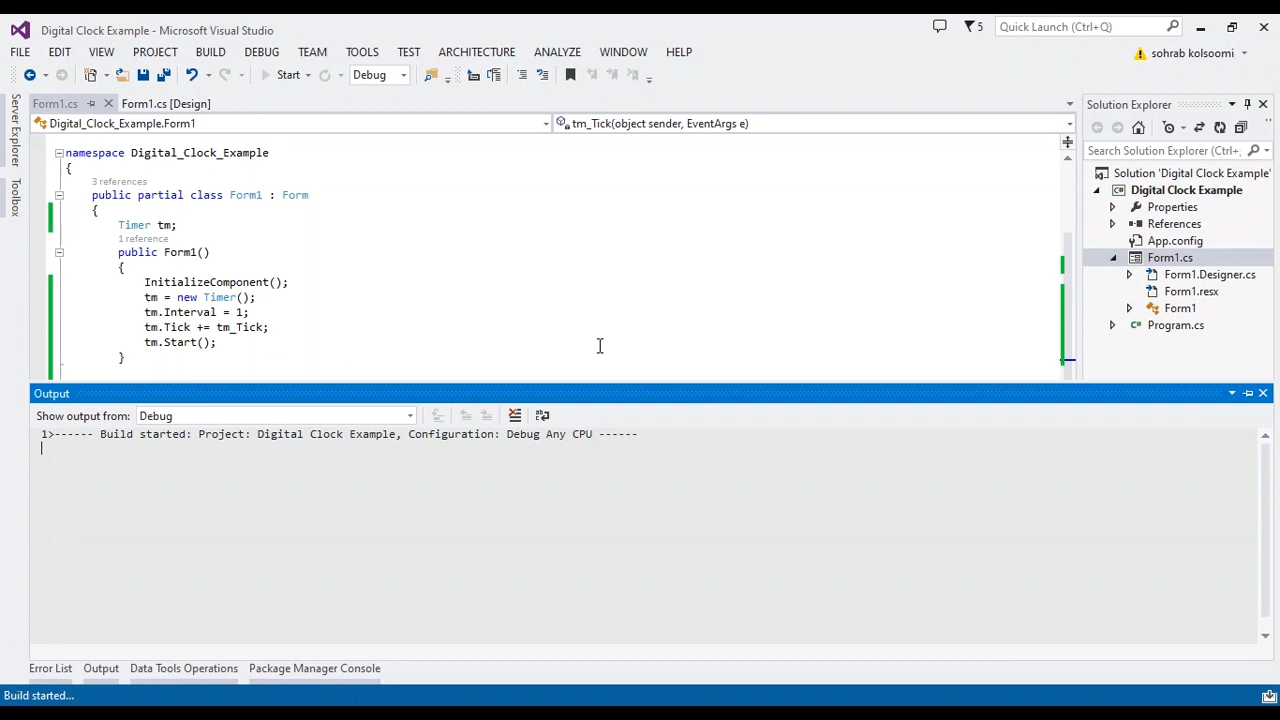 Digital Clock Example - Microsoft Visual Studio
5
Quick Launch (Ctrl+Q)
FILE EDIT VIEW PROJECT BUILD DEBUG TEAM TOOLS TEST ARCHITECTURE ANALYZE WINDOW HELP
sohrab kolsoomi
Start Debug
Server Explorer
Toolbox
Form1.cs Form1.cs [Design]
Digital_Clock_Example.Form1
tm_Tick(object sender, EventArgs e)
namespace Digital_Clock_Example
{
3 references
public partial class Form1 : Form
{
Timer tm;
1 reference
public Form1()
{
InitializeComponent();
tm = new Timer();
tm.Interval = 1;
tm.Tick += tm_Tick;
tm.Start();
}
Solution Explorer
Search Solution Explorer (Ctrl+;
Solution 'Digital Clock Example'
Digital Clock Example
Properties
References
App.config
Form1.cs
Form1.Designer.cs
Form1.resx
Form1
Program.cs
Output
Show output from: Debug
1>------ Build started: Project: Digital Clock Example, Configuration: Debug Any CPU ------
Error List Output Data Tools Operations Package Manager Console
Build started...